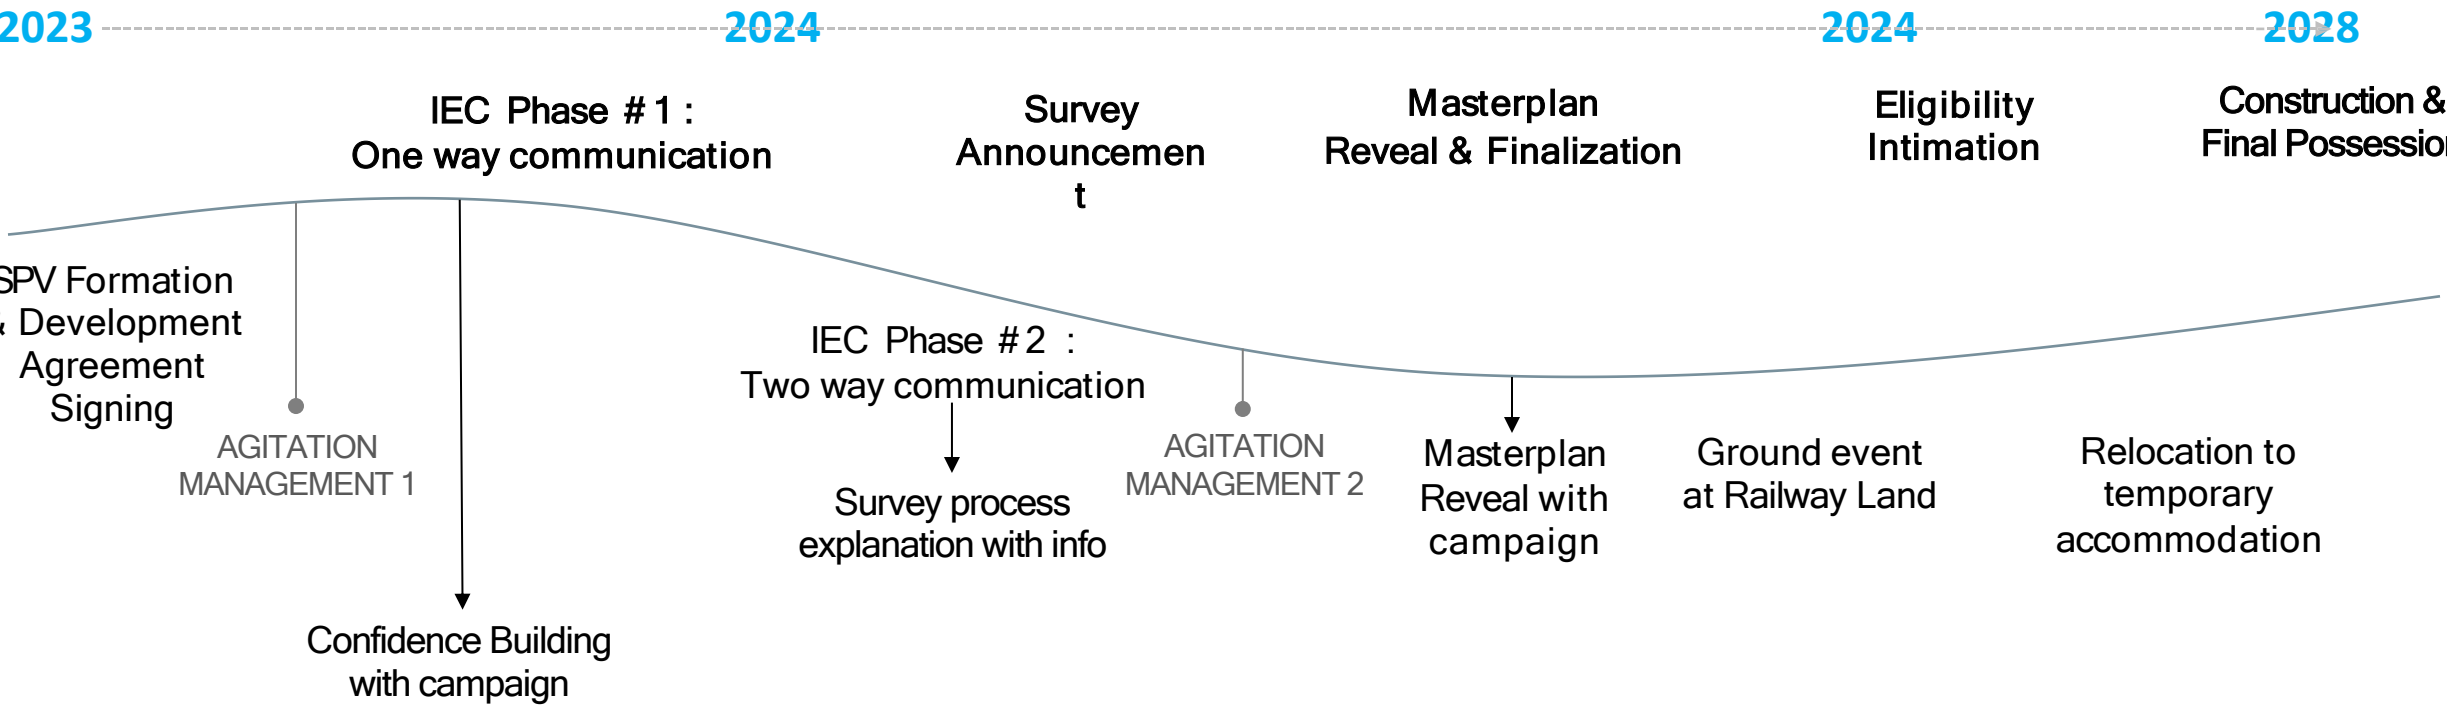 2023
2024
2024
2028
IEC Phase #1 :
One way communication
Survey
Announcemen
t
Masterplan
Reveal & Finalization
Eligibility
Intimation
Construction &
Final Possession
SPV Formation
& Development
Agreement
Signing
AGITATION
MANAGEMENT 1
Confidence Building
with campaign
IEC Phase #2 :
Two way communication
Survey process
explanation with info
AGITATION
MANAGEMENT 2
Masterplan
Reveal with
campaign
Ground event
at Railway Land
Relocation to
temporary
accommodation